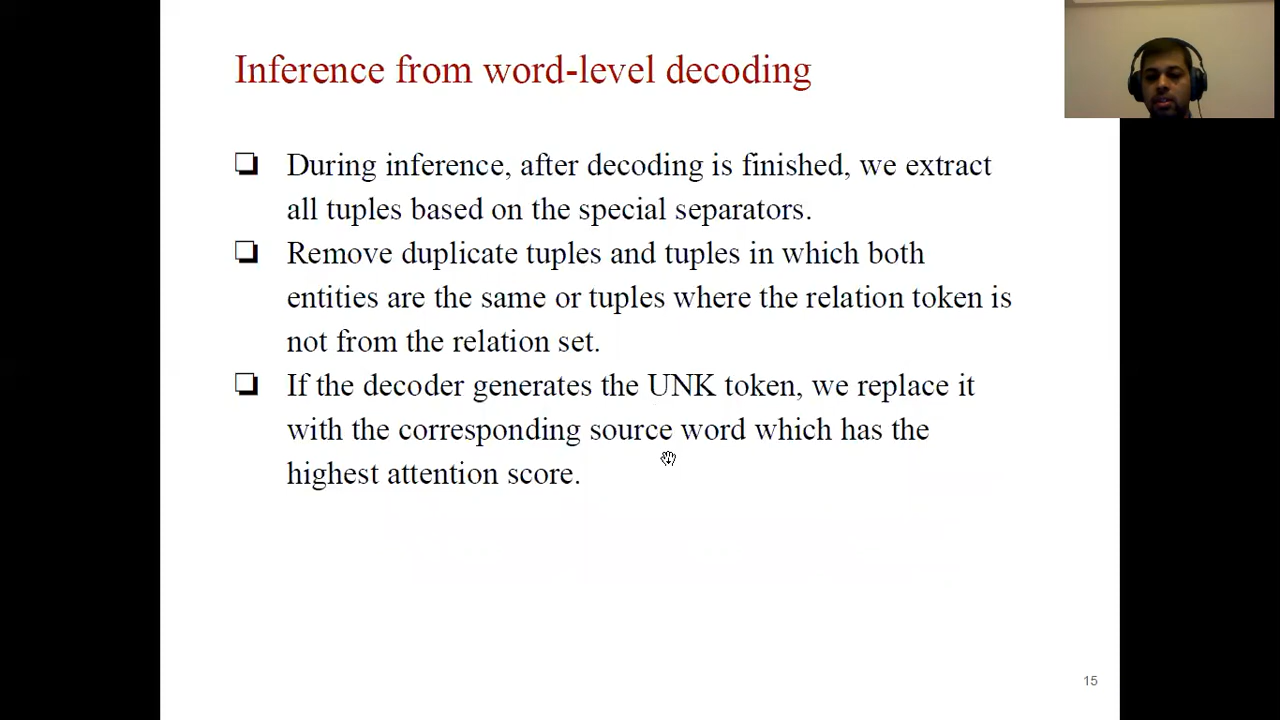 Inference from word-level decoding
During inference, after decoding is finished, we extract
all tuples based on the special separators.
Remove duplicate tuples and tuples in which both
entities are the same or tuples where the relation token is
not from the relation set.
If the decoder generates the UNK token, we replace it
with the corresponding source word which has the
highest attention score.
15